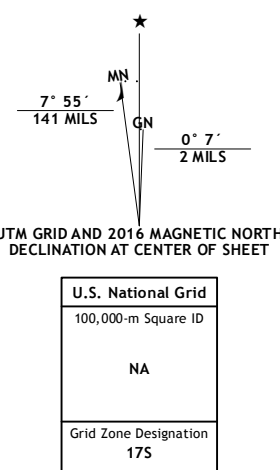 MN
7° 55´
141 MILS
GN
0° 7´
2 MILS
UTM GRID AND 2016 MAGNETIC NORTH
DECLINATION AT CENTER OF SHEET
U.S. National Grid
100,000-m Square ID
NA
Grid Zone Designation
17S